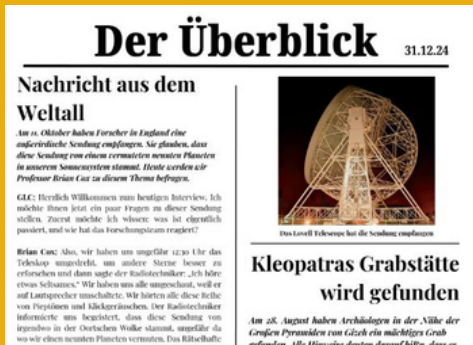 Der Überblick
31.12.24
Nachricht aus dem
Weltall
Am 11. Oktober haben Forscher in England eine
außerirdische Sendung empfangen. Sie glauben, dass
diese Sendung von einem vermuteten neunten Planeten
in unserem Sonnensystem stammt. Heute werden wir
Professor Brian Cox zu diesem Thema befragen.
GLC: Herzlich Willkommen zum heutigen Interview. Ich
möchte Ihnen jetzt ein paar Fragen zu dieser Sendung
stellen. Zuerst möchte ich wissen: was ist eigentlich
passiert, und wie hat das Forschungsteam reagiert?
Brian Cox: Also, wir haben um ungefähr 12:30 Uhr das
Teleskop umgedreht, um andere Sterne besser zu
erforschen und dann sagte der Radiotechniker: „Ich höre
etwas Seltsames.“ Wir haben uns alle umgeschaut, weil er
auf Lautsprecher umschaltete. Wir hörten alle diese Reihe
von Pieptönen und Klickgeräuschen. Der Radiotechniker
informierte uns begeistert, dass diese Sendung von
irgendwo in der Oortschen Wolke stammt, ungefähr da
wo wir einen neunten Planeten vermuten. Das Rätselhafte
Das Lovell Telescope hat die Sendung empfangen
Kleopatras Grabstätte
wird gefunden
Am 28. August haben Archäologen in der Nähe der
Großen Pyramiden von Gizeh ein mächtiges Grab
gefunden. Alle Hinweise deuten darauf hin, dass es